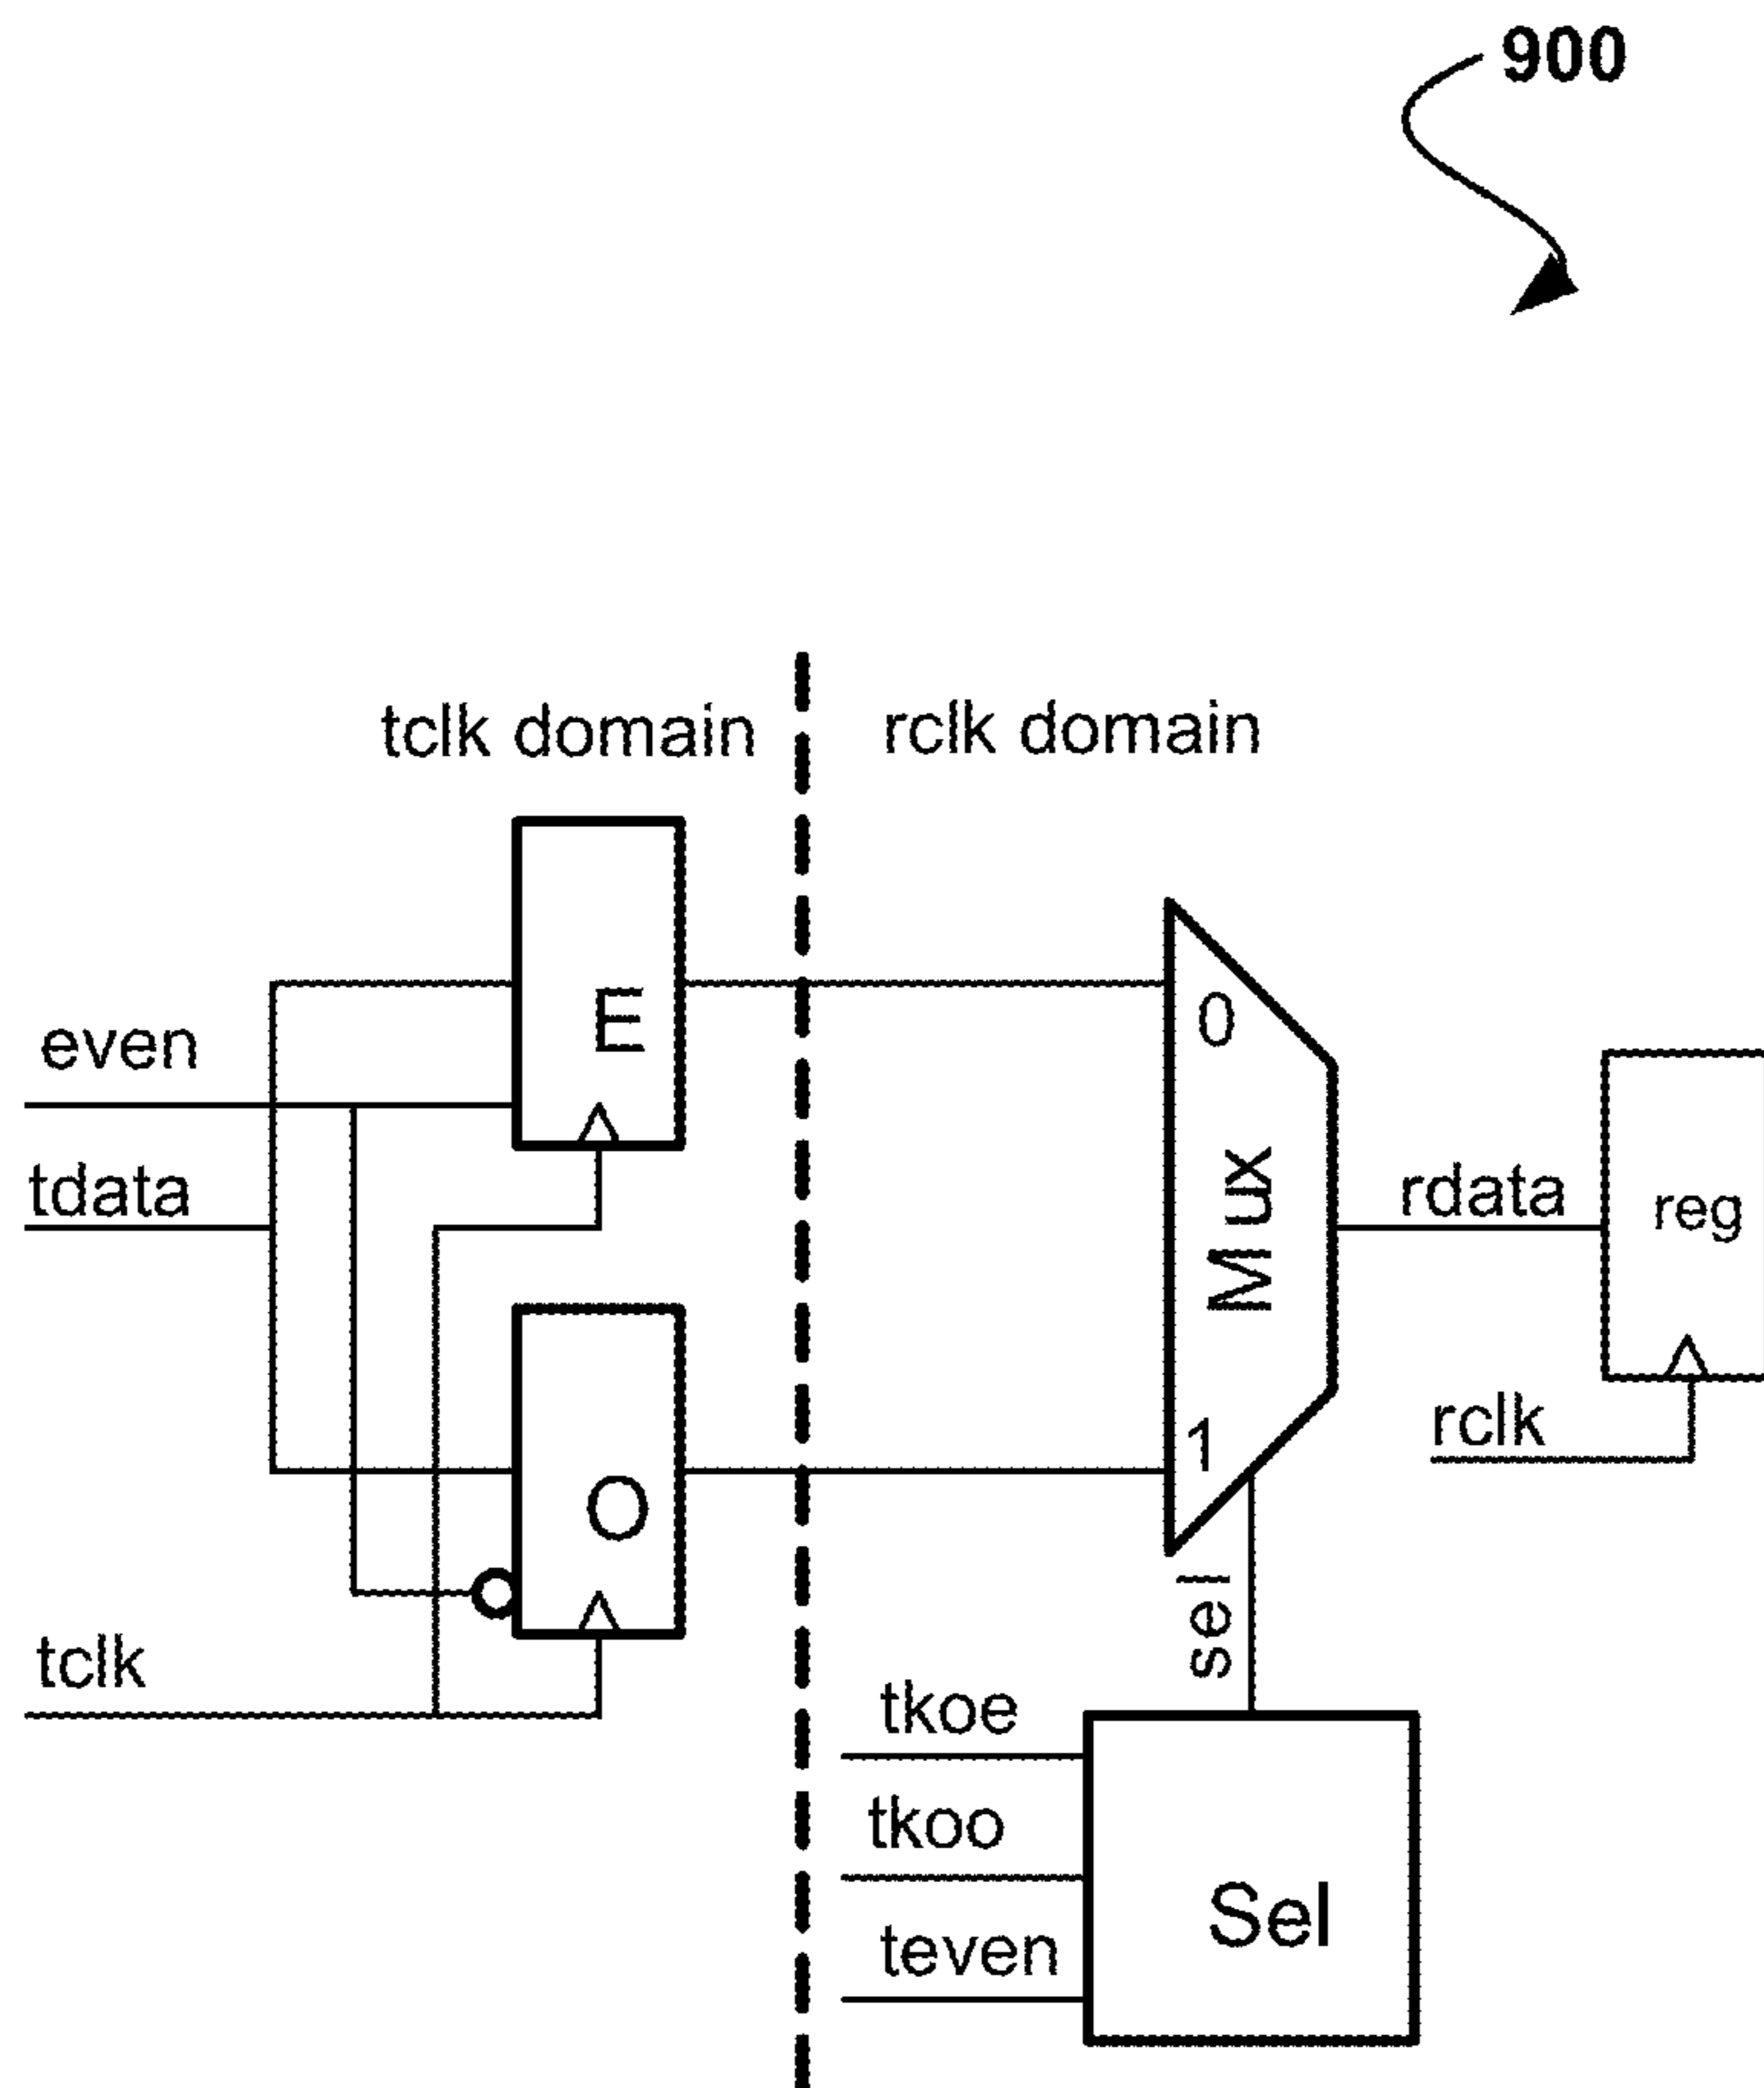 900
tclk domain
rclk domain
E
even
0
tdata
Mux
rdata
reg
O
1
rclk
sel
tclk
tkoe
tkoo
teven
Sel